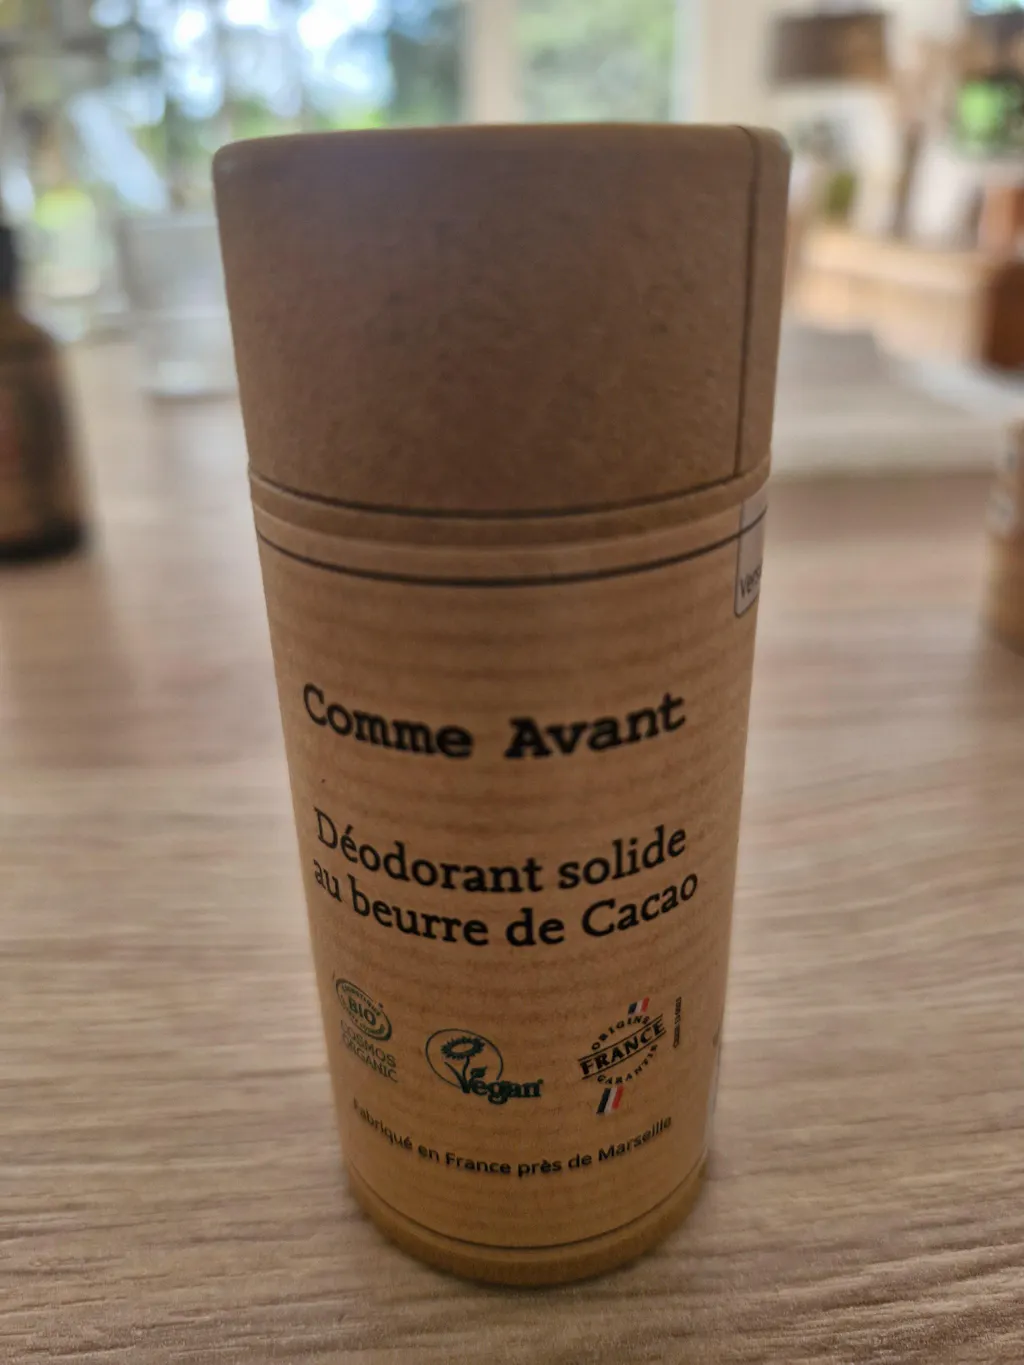 Comme Avant
Déodorant solide
au beurre de Cacao
BIO
COSMOS
ORGANIC
Vegan
ORIGINE
FRANCE
GARANTIE
Fabriqué en France près de Marseille